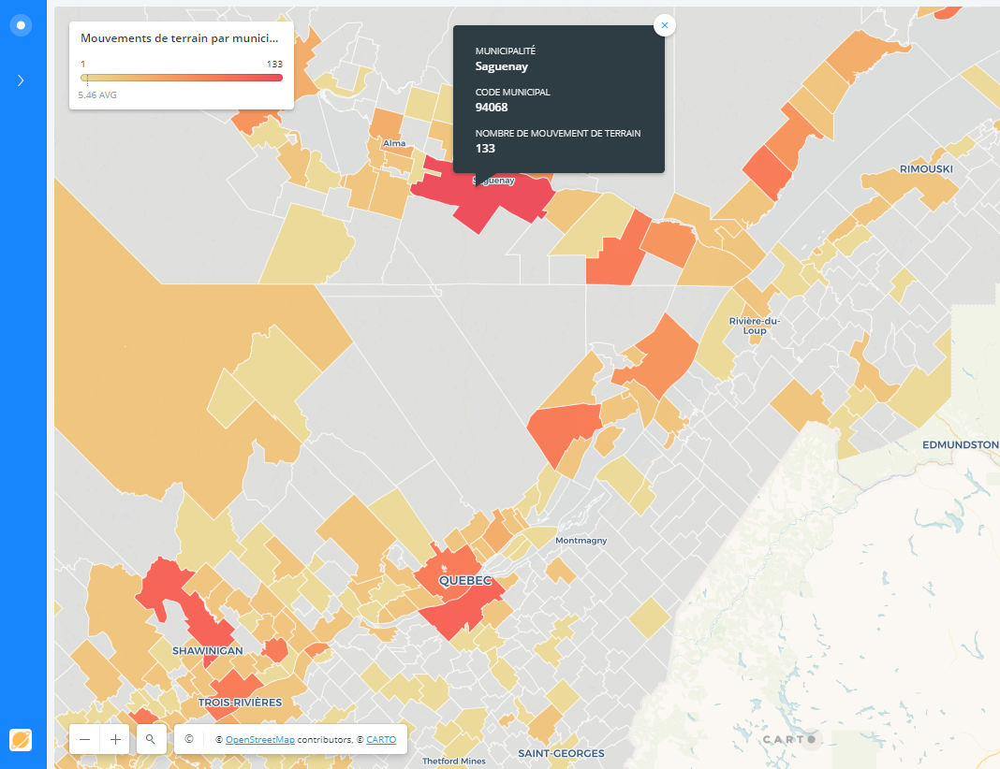 Mouvements de terrain par munici...
1 133
5.46 AVG
MUNICIPALITÉ
Saguenay
CODE MUNICIPAL
94068
NOMBRE DE MOUVEMENT DE TERRAIN
133
Alma
Saguenay
RIMOUSKI
Rivière-du-
Loup
EDMUNDSTON
Montmagny
QUEBEC
SHAWINIGAN
TROIS-RIVIÈRES
SAINT-GEORGES
Thetford Mines
© © OpenStreetMap contributors, © CARTO
CARTO